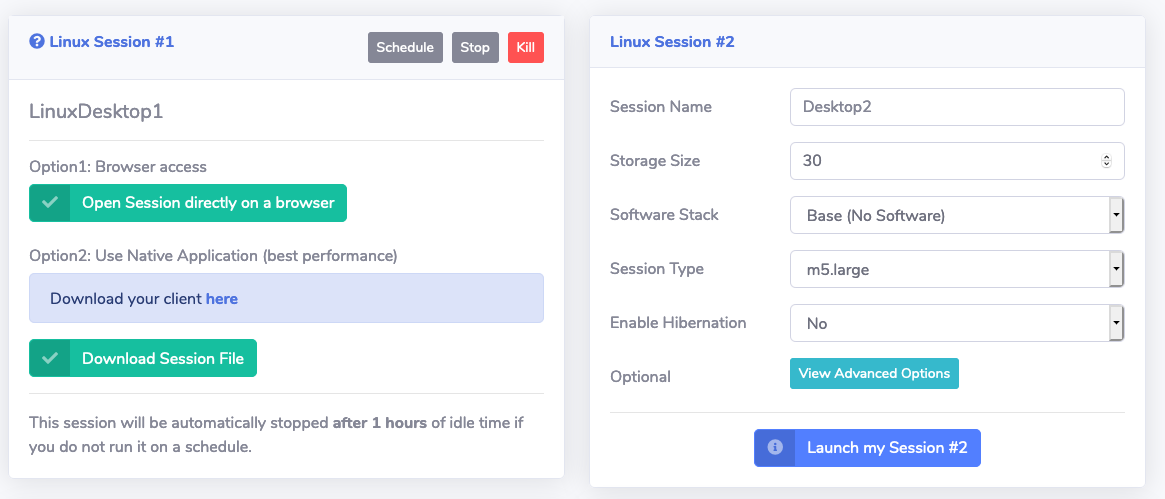 Linux Session #1
Schedule
Stop
Kill
LinuxDesktop1
Option1: Browser access
Open Session directly on a browser
Option2: Use Native Application (best performance)
Download your client here
Download Session File
This session will be automatically stopped after 1 hours of idle time if
you do not run it on a schedule.
Linux Session #2
Session Name
Desktop2
Storage Size
30
Software Stack
Base (No Software)
Session Type
m5.large
Enable Hibernation
No
Optional
View Advanced Options
Launch my Session #2